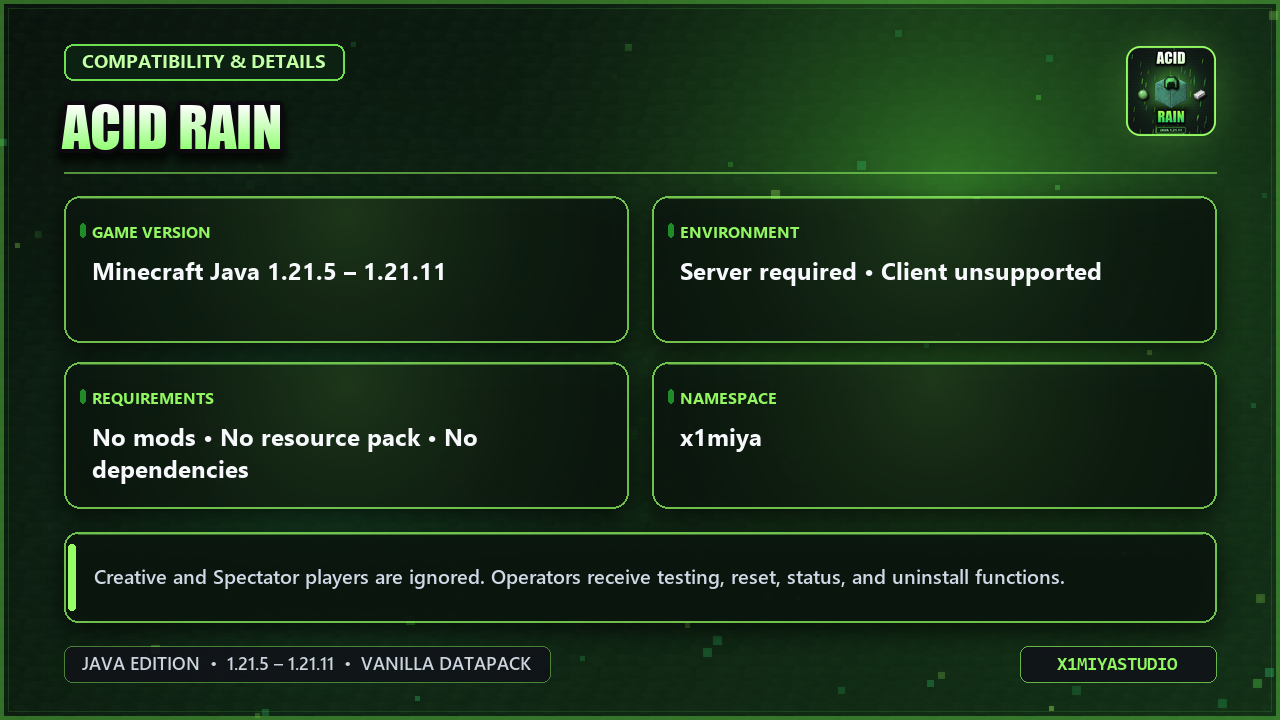 COMPATIBILITY & DETAILS
ACID RAIN
ACID
RAIN
GAME VERSION
Minecraft Java 1.21.5 – 1.21.11
ENVIRONMENT
Server required • Client unsupported
REQUIREMENTS
No mods • No resource pack • No
dependencies
NAMESPACE
x1miya
Creative and Spectator players are ignored. Operators receive testing, reset, status, and uninstall functions.
JAVA EDITION • 1.21.5 – 1.21.11 • VANILLA DATAPACK
X1MIYASTUDIO